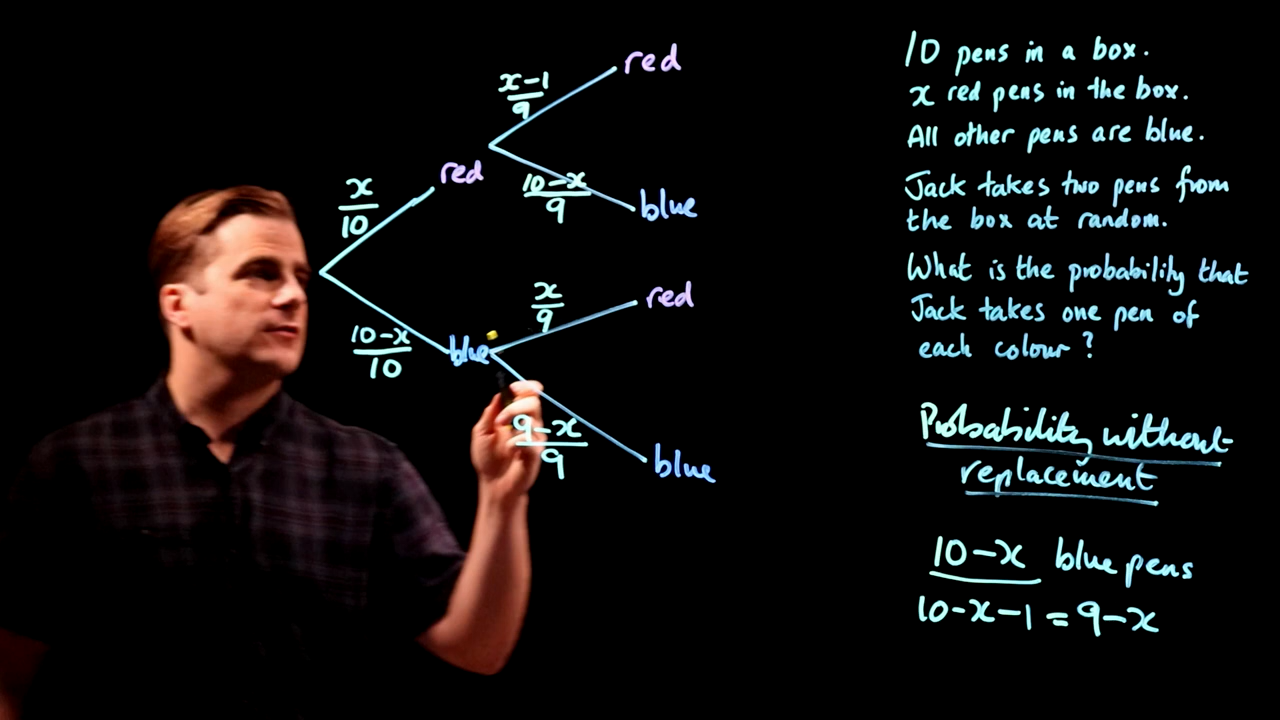 10 pens in a box.
x red pens in the box.
All other pens are blue.
Jack takes two pens from
the box at random.
What is the probability that
Jack takes one pen of
each colour?
Probability without
replacement
10-x blue pens
10-x-1=9-x
x/10
red
10-x/10
blue
x-1/9
red
10-x/9
blue
x/9
red
9-x/9
blue